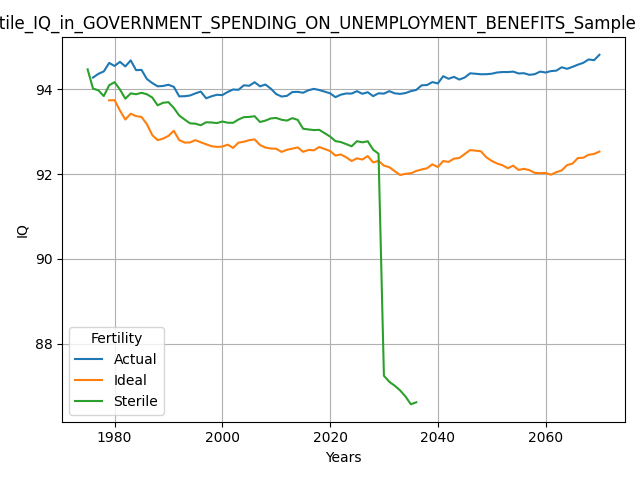 tile_IQ_in_GOVERNMENT_SPENDING_ON_UNEMPLOYMENT_BENEFITS_Sample
94
92
90
88
IQ
Fertility
Actual
Ideal
Sterile
1980 2000 2020 2040 2060
Years